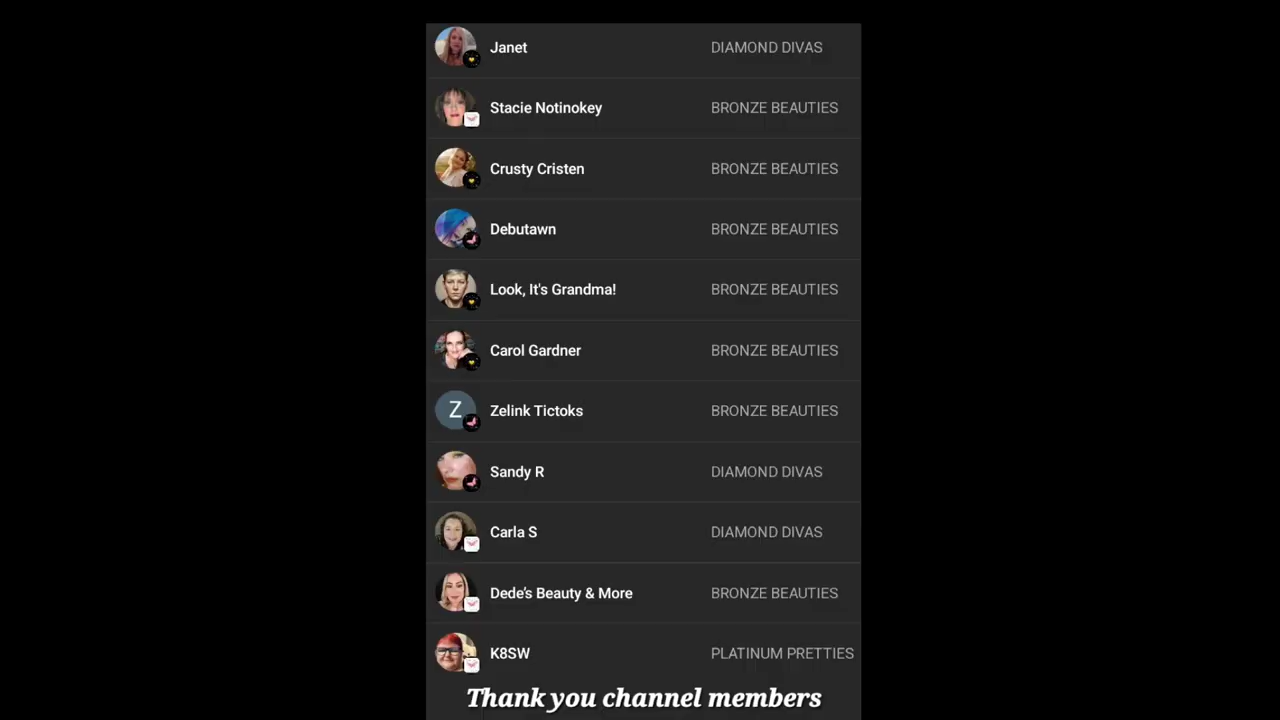 Janet DIAMOND DIVAS
Stacie Notinokey BRONZE BEAUTIES
Crusty Cristen BRONZE BEAUTIES
Debutawn BRONZE BEAUTIES
Look, It's Grandma! BRONZE BEAUTIES
Carol Gardner BRONZE BEAUTIES
Z Zelink Tictoks BRONZE BEAUTIES
Sandy R DIAMOND DIVAS
Carla S DIAMOND DIVAS
Dede’s Beauty & More BRONZE BEAUTIES
K8SW PLATINUM PRETTIES
Thank you channel members